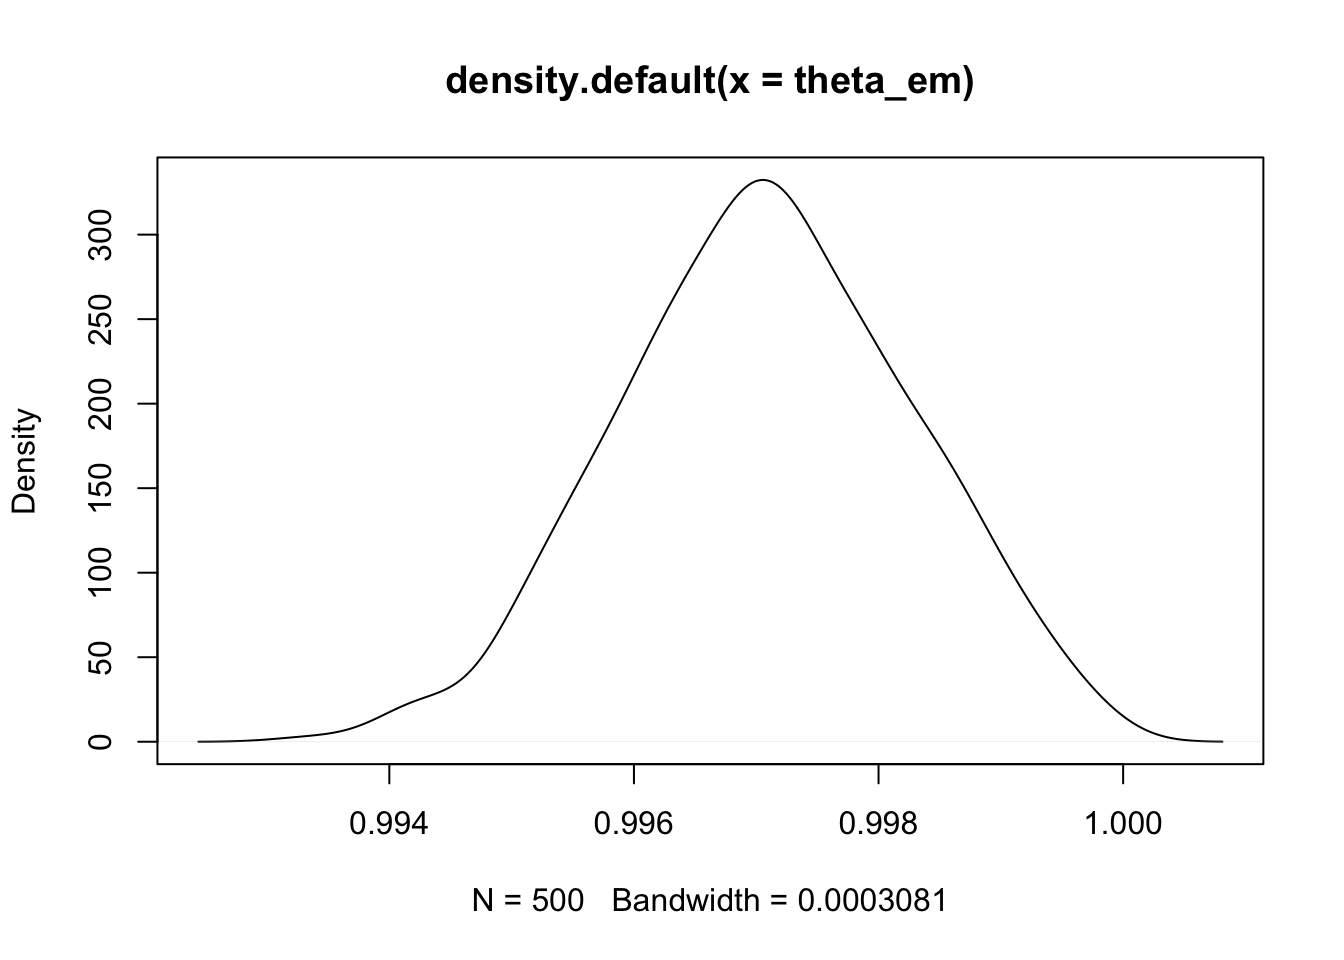 density.default(x = theta_em)
Density
300
250
200
150
100
50
0
0.994 0.996 0.998 1.000
N = 500 Bandwidth = 0.0003081